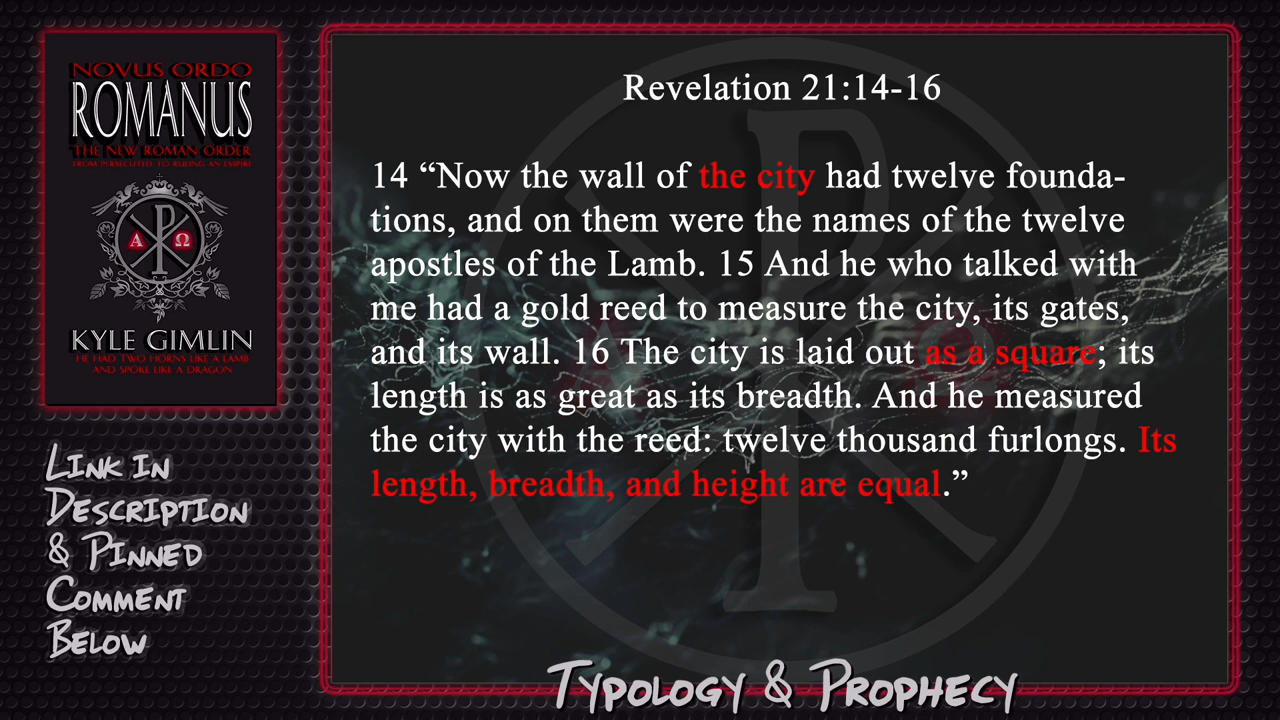 NOVUS ORDO
ROMANUS
THE NEW ROMAN ORDER
FROM PERSECUTED TO RULING AN EMPIRE
Α Ω
KYLE GIMLIN
HE HAD TWO HORNS LIKE A LAMB
AND SPOKE LIKE A DRAGON
LINK IN
DESCRIPTION
& PINNED
COMMENT
BELOW
Revelation 21:14-16
14 “Now the wall of the city had twelve founda-
tions, and on them were the names of the twelve
apostles of the Lamb. 15 And he who talked with
me had a gold reed to measure the city, its gates,
and its wall. 16 The city is laid out as a square; its
length is as great as its breadth. And he measured
the city with the reed: twelve thousand furlongs. Its
length, breadth, and height are equal.”
TYPOLOGY & PROPHECY